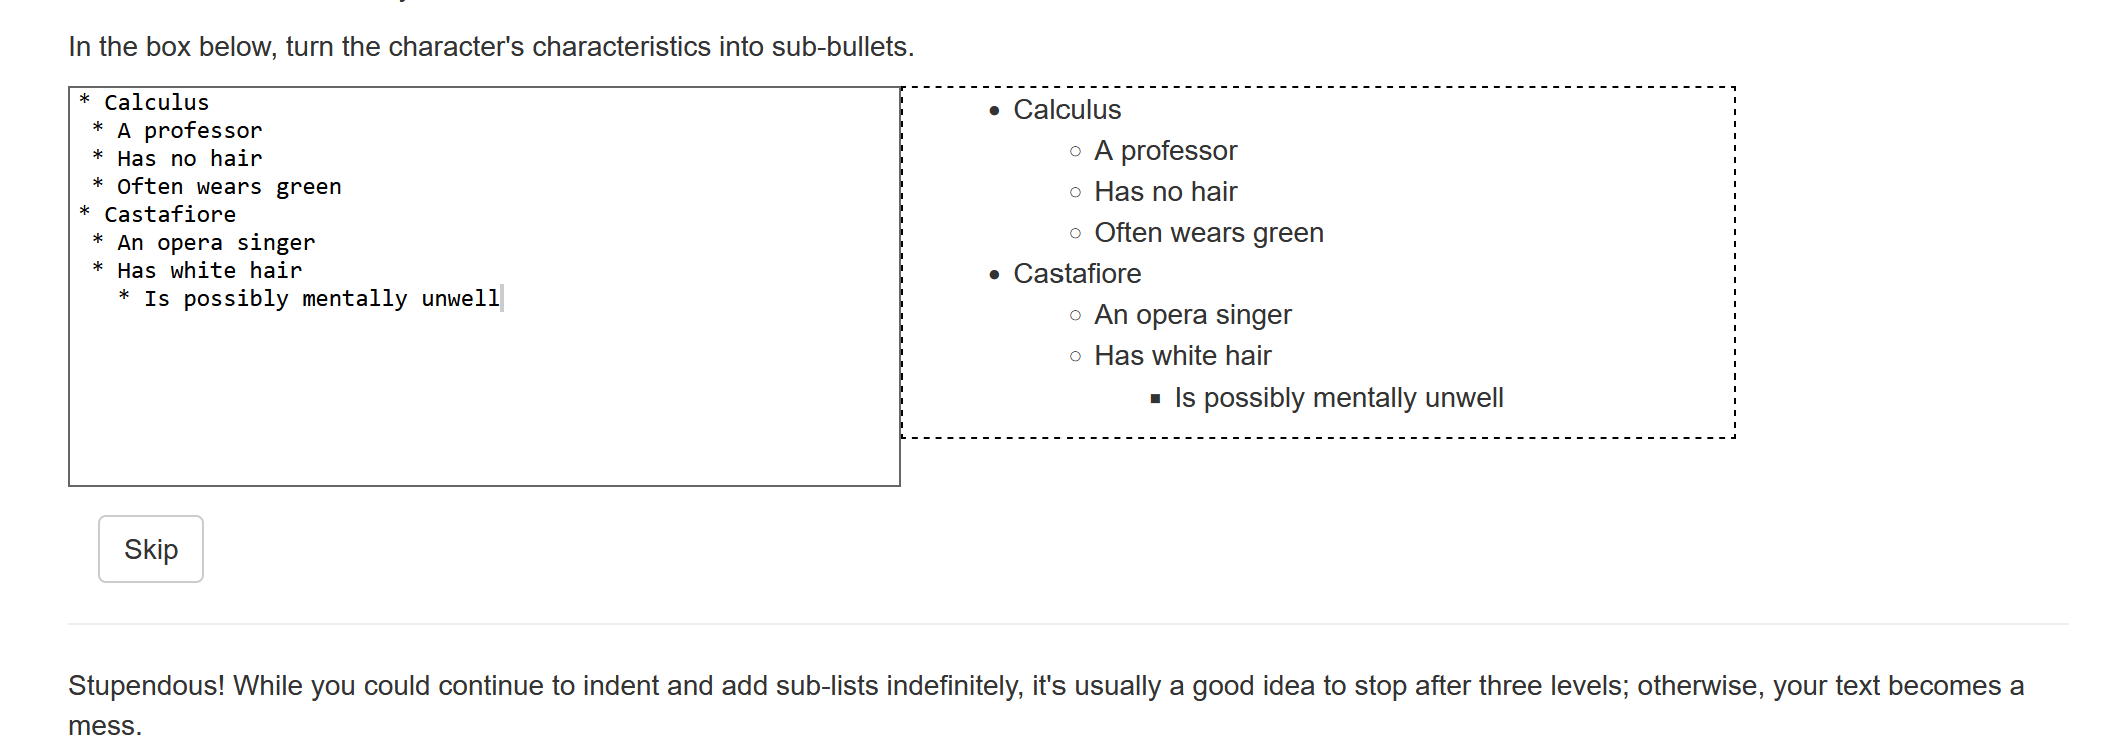 In the box below, turn the character's characteristics into sub-bullets.
* Calculus
 * A professor
 * Has no hair
 * Often wears green
* Castafiore
 * An opera singer
 * Has white hair
   * Is possibly mentally unwell
• Calculus
○ A professor
○ Has no hair
○ Often wears green
• Castafiore
○ An opera singer
○ Has white hair
▪ Is possibly mentally unwell
Skip
Stupendous! While you could continue to indent and add sub-lists indefinitely, it's usually a good idea to stop after three levels; otherwise, your text becomes a
mess.